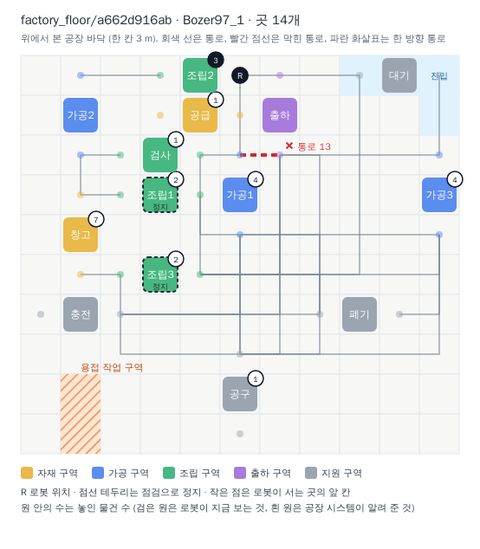 factory_floor/a662d916ab · Bozer97_1 · 곳 14개
위에서 본 공장 바닥 (한 칸 3 m). 회색 선은 통로, 빨간 점선은 막힌 통로, 파란 화살표는 한 방향 통로
조립2 3
R
대기
진입
가공2
공급 1
출하
검사 1
통로 13
조립1 2
정지
가공1 4
가공3 4
창고 7
조립3 2
정지
충전
폐기
용접 작업 구역
공구 1
자재 구역 가공 구역 조립 구역 출하 구역 지원 구역
R 로봇 위치 · 점선 테두리는 점검으로 정지 · 작은 점은 로봇이 서는 곳의 앞 칸
원 안의 수는 놓인 물건 수 (검은 원은 로봇이 지금 보는 것, 흰 원은 공장 시스템이 알려 준 것)